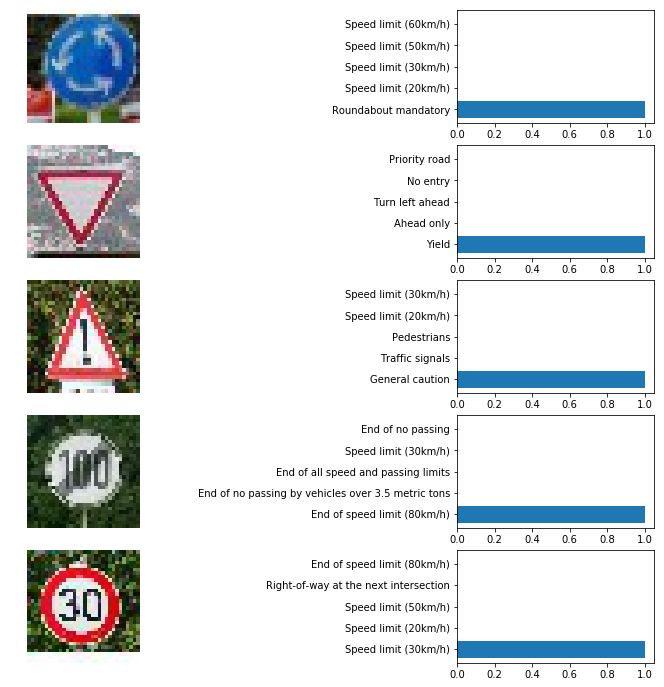 Speed limit (60km/h)
Speed limit (50km/h)
Speed limit (30km/h)
Speed limit (20km/h)
Roundabout mandatory
0.0 0.2 0.4 0.6 0.8 1.0
Priority road
No entry
Turn left ahead
Ahead only
Yield
0.0 0.2 0.4 0.6 0.8 1.0
!
Speed limit (30km/h)
Speed limit (20km/h)
Pedestrians
Traffic signals
General caution
0.0 0.2 0.4 0.6 0.8 1.0
100
End of no passing
Speed limit (30km/h)
End of all speed and passing limits
End of no passing by vehicles over 3.5 metric tons
End of speed limit (80km/h)
0.0 0.2 0.4 0.6 0.8 1.0
30
End of speed limit (80km/h)
Right-of-way at the next intersection
Speed limit (50km/h)
Speed limit (20km/h)
Speed limit (30km/h)
0.0 0.2 0.4 0.6 0.8 1.0